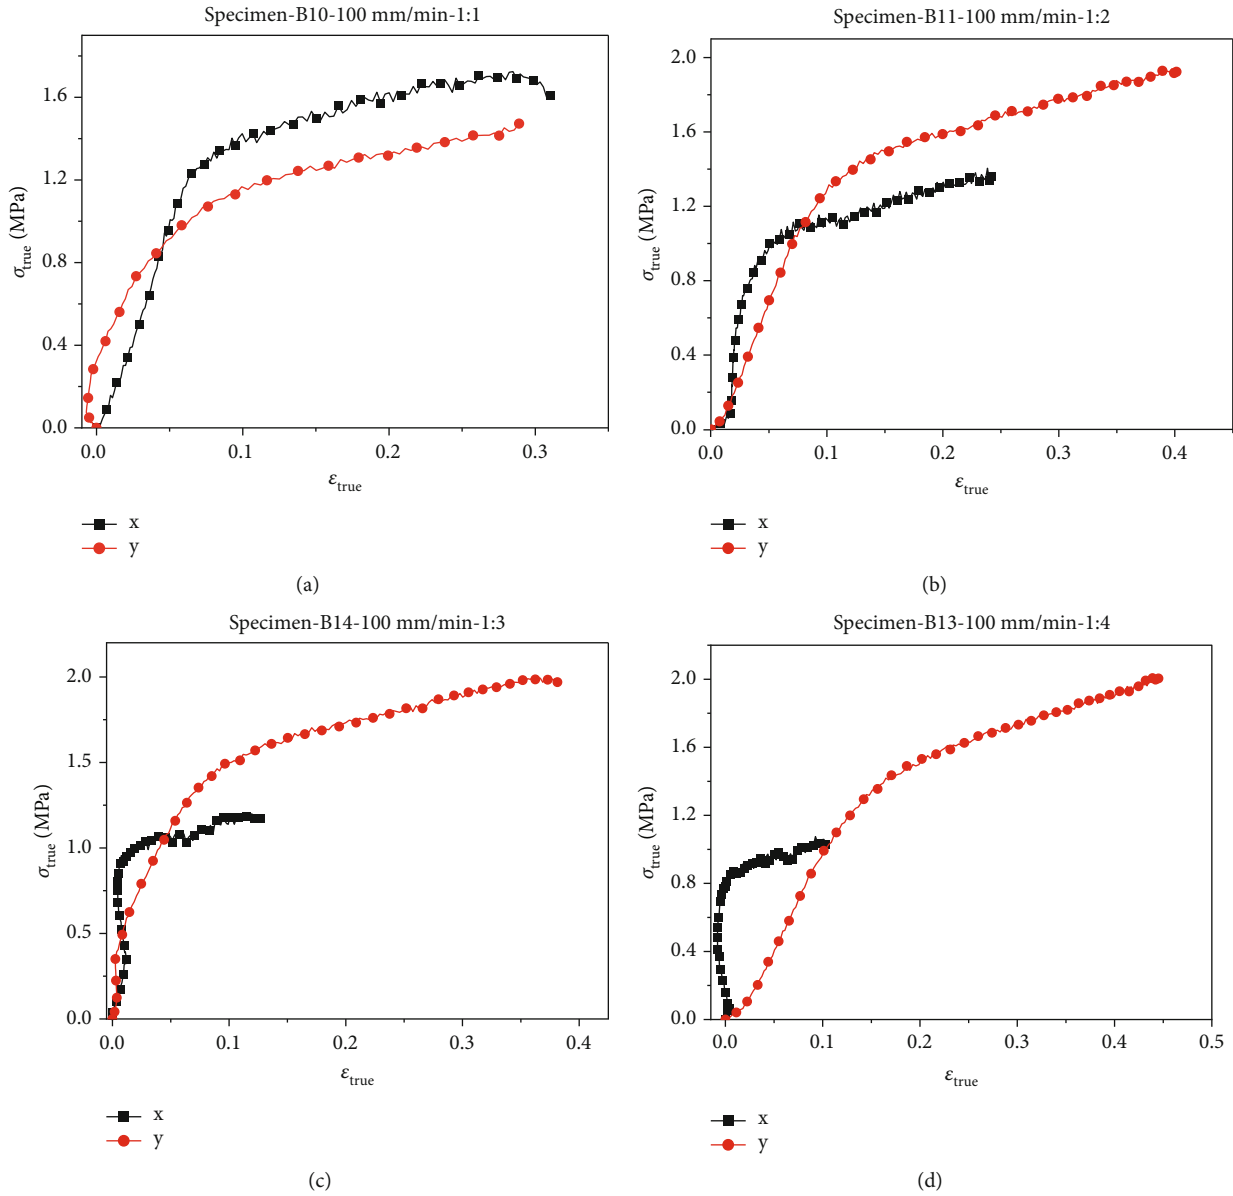 Specimen-B10-100 mm/min-1:1
1.6
1.2
0.8
0.4
0.0
σtrue (MPa)
0.0 0.1 0.2 0.3
εtrue
x
y
(a)
Specimen-B11-100 mm/min-1:2
2.0
1.6
1.2
0.8
0.4
0.0
σtrue (MPa)
0.0 0.1 0.2 0.3 0.4
εtrue
x
y
(b)
Specimen-B14-100 mm/min-1:3
2.0
1.5
1.0
0.5
0.0
σtrue (MPa)
0.0 0.1 0.2 0.3 0.4
εtrue
x
y
(c)
Specimen-B13-100 mm/min-1:4
2.0
1.6
1.2
0.8
0.4
0.0
σtrue (MPa)
0.0 0.1 0.2 0.3 0.4 0.5
εtrue
x
y
(d)